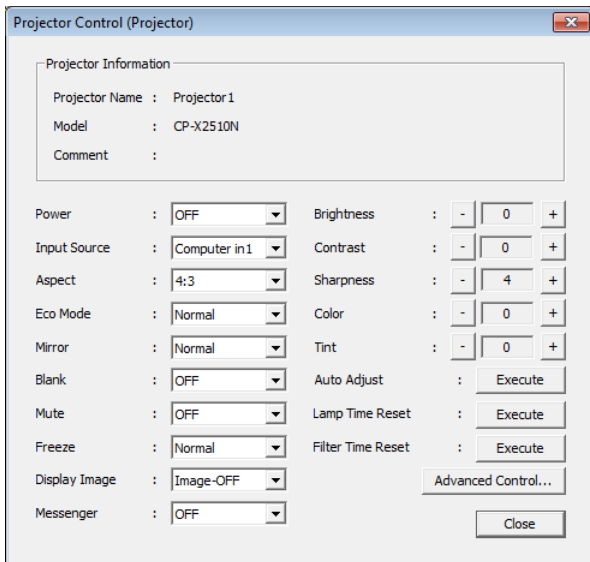 Projector Control (Projector)
Projector Information
Projector Name : Projector1
Model : CP-X2510N
Comment :
Power : OFF
Input Source : Computer in1
Aspect : 4:3
Eco Mode : Normal
Mirror : Normal
Blank : OFF
Mute : OFF
Freeze : Normal
Display Image : Image-OFF
Messenger : OFF
Brightness : - 0 +
Contrast : - 0 +
Sharpness : - 4 +
Color : - 0 +
Tint : - 0 +
Auto Adjust : Execute
Lamp Time Reset : Execute
Filter Time Reset : Execute
Advanced Control...
Close